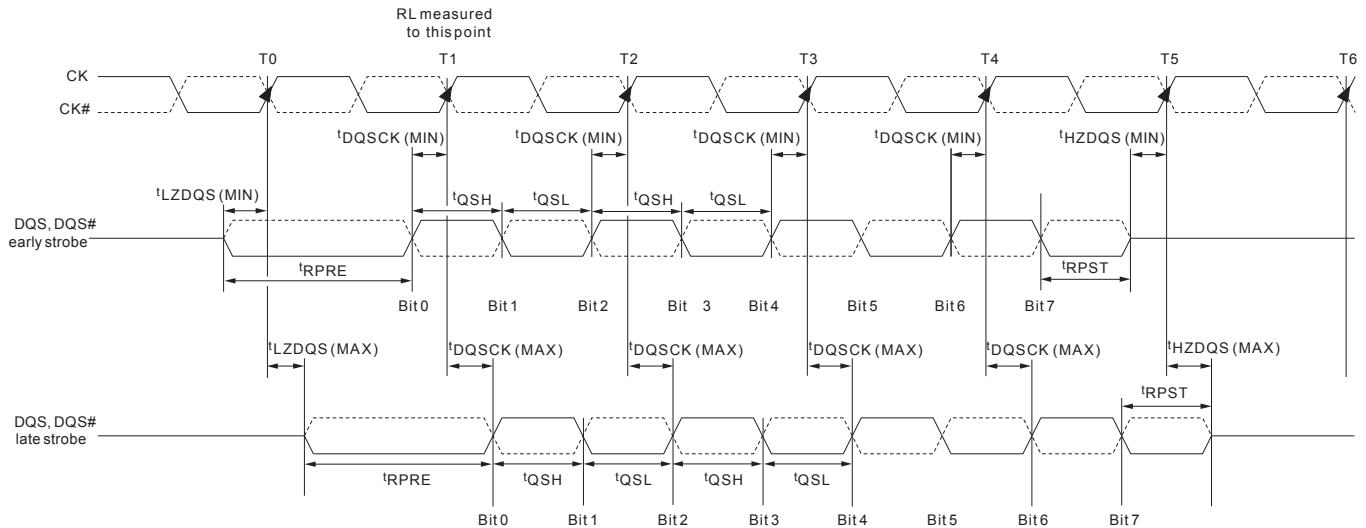 RL measured
to this point
T0 T1 T2 T3 T4 T5 T6
CK
CK#
tDQSCK (MIN) tDQSCK (MIN) tDQSCK (MIN) tDQSCK (MIN) tHZDQS (MIN)
tLZDQS (MIN) tQSH tQSL tQSH tQSL
DQS, DQS#
early strobe
tRPRE tRPST
Bit 0 Bit 1 Bit 2 Bit 3 Bit 4 Bit 5 Bit 6 Bit 7
tLZDQS (MAX) tDQSCK (MAX) tDQSCK (MAX) tDQSCK (MAX) tDQSCK (MAX) tHZDQS (MAX)
tRPST
DQS, DQS#
late strobe
tRPRE tQSH tQSL tQSH tQSL
Bit 0 Bit 1 Bit 2 Bit 3 Bit 4 Bit 5 Bit 6 Bit 7